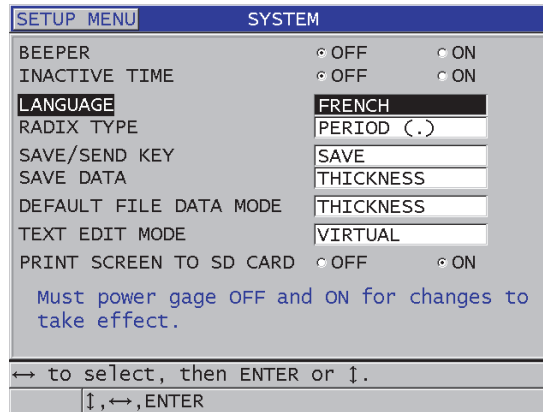 SETUP MENU SYSTEM
BEEPER OFF ON
INACTIVE TIME OFF ON
LANGUAGE FRENCH
RADIX TYPE PERIOD (.)
SAVE/SEND KEY SAVE
SAVE DATA THICKNESS
DEFAULT FILE DATA MODE THICKNESS
TEXT EDIT MODE VIRTUAL
PRINT SCREEN TO SD CARD OFF ON
Must power gage OFF and ON for changes to
take effect.
↔ to select, then ENTER or ↕.
↕,↔,ENTER